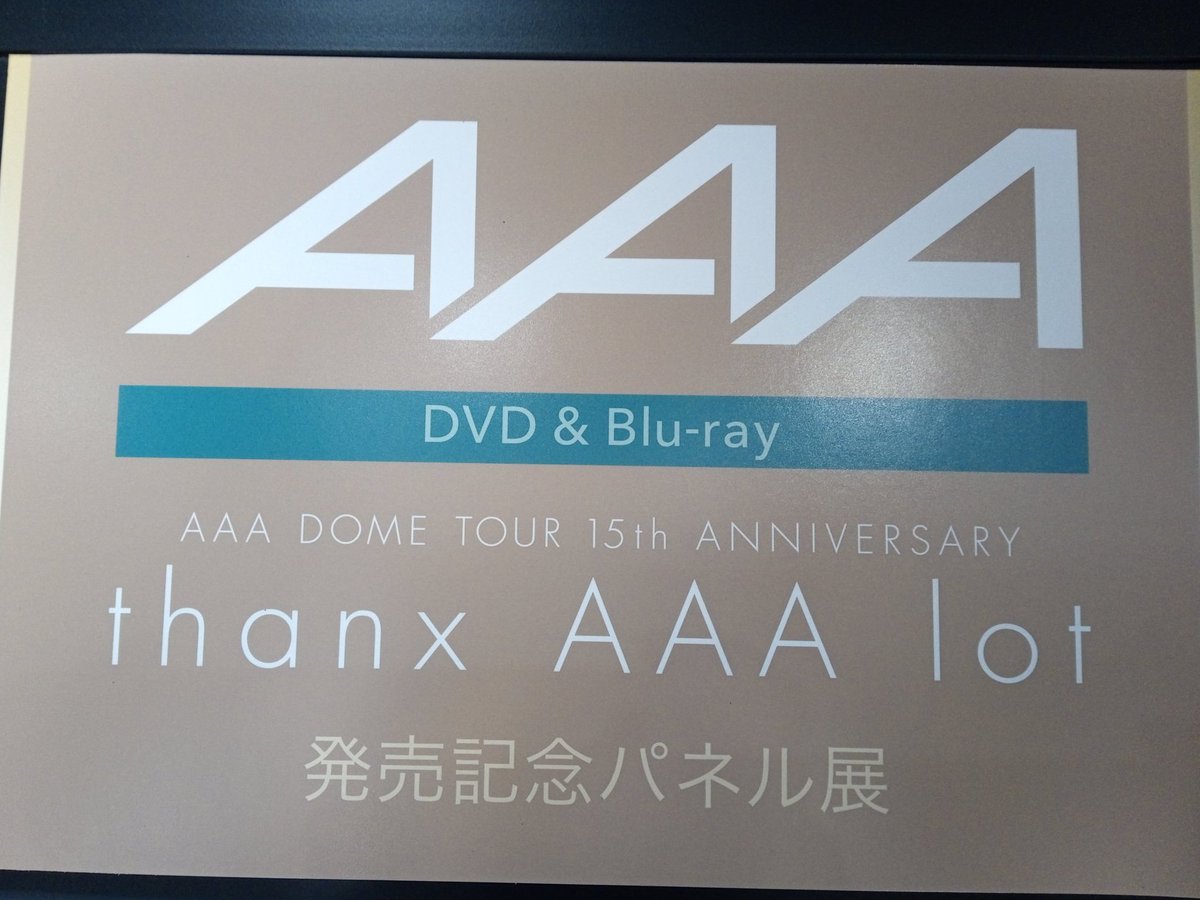 AAA
DVD & Blu-ray
AAA DOME TOUR 15th ANNIVERSARY
thanx AAA lot
発売記念パネル展